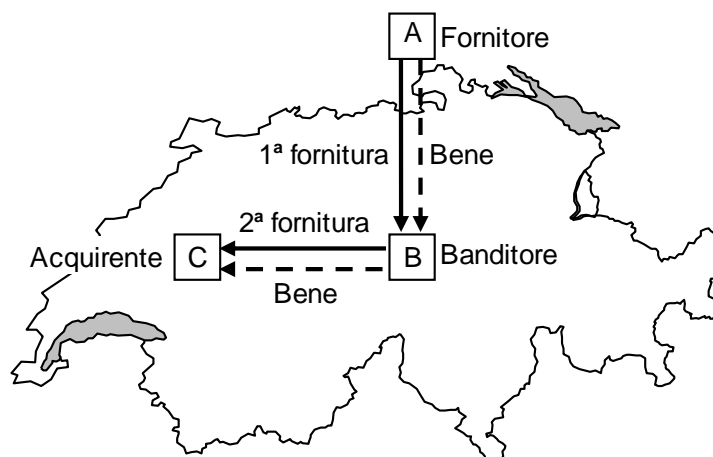 A Fornitore
1ª fornitura Bene
2ª fornitura
Acquirente C B Banditore
Bene